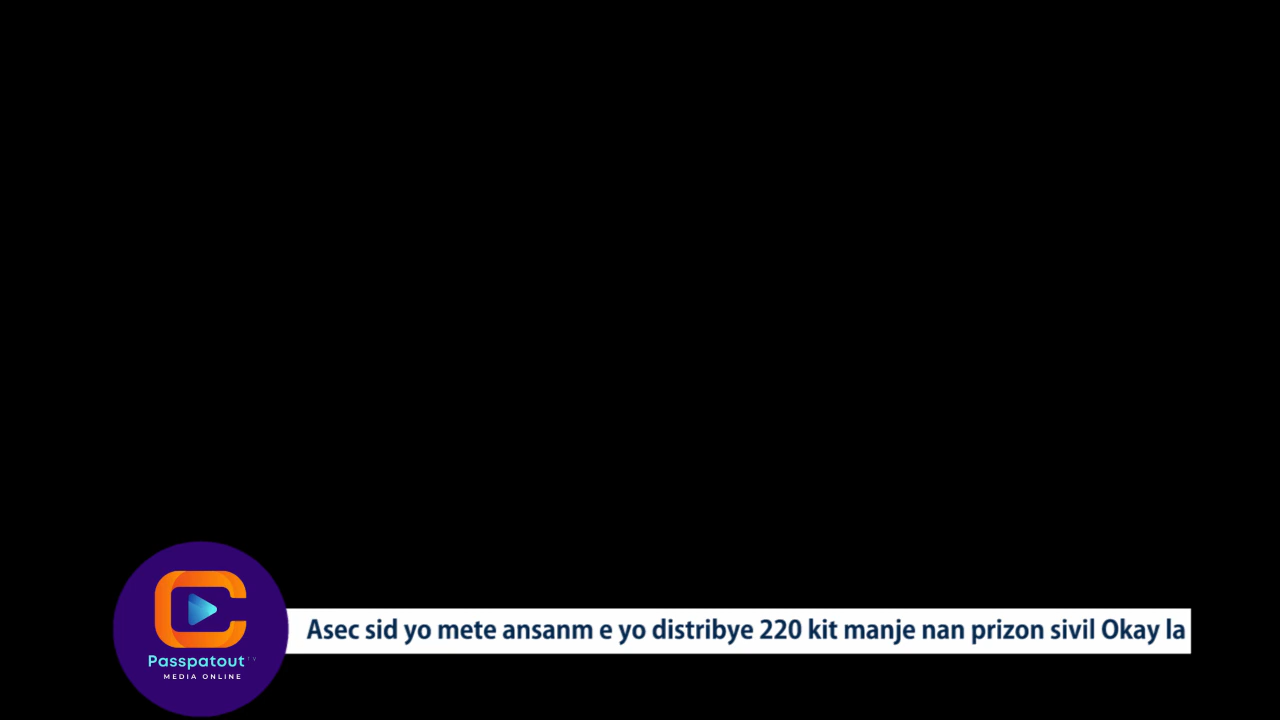 Asec sid yo mete ansanm e yo distribye 220 kit manje nan prizon sivil Okay la
Passpatout TV
MEDIA ONLINE